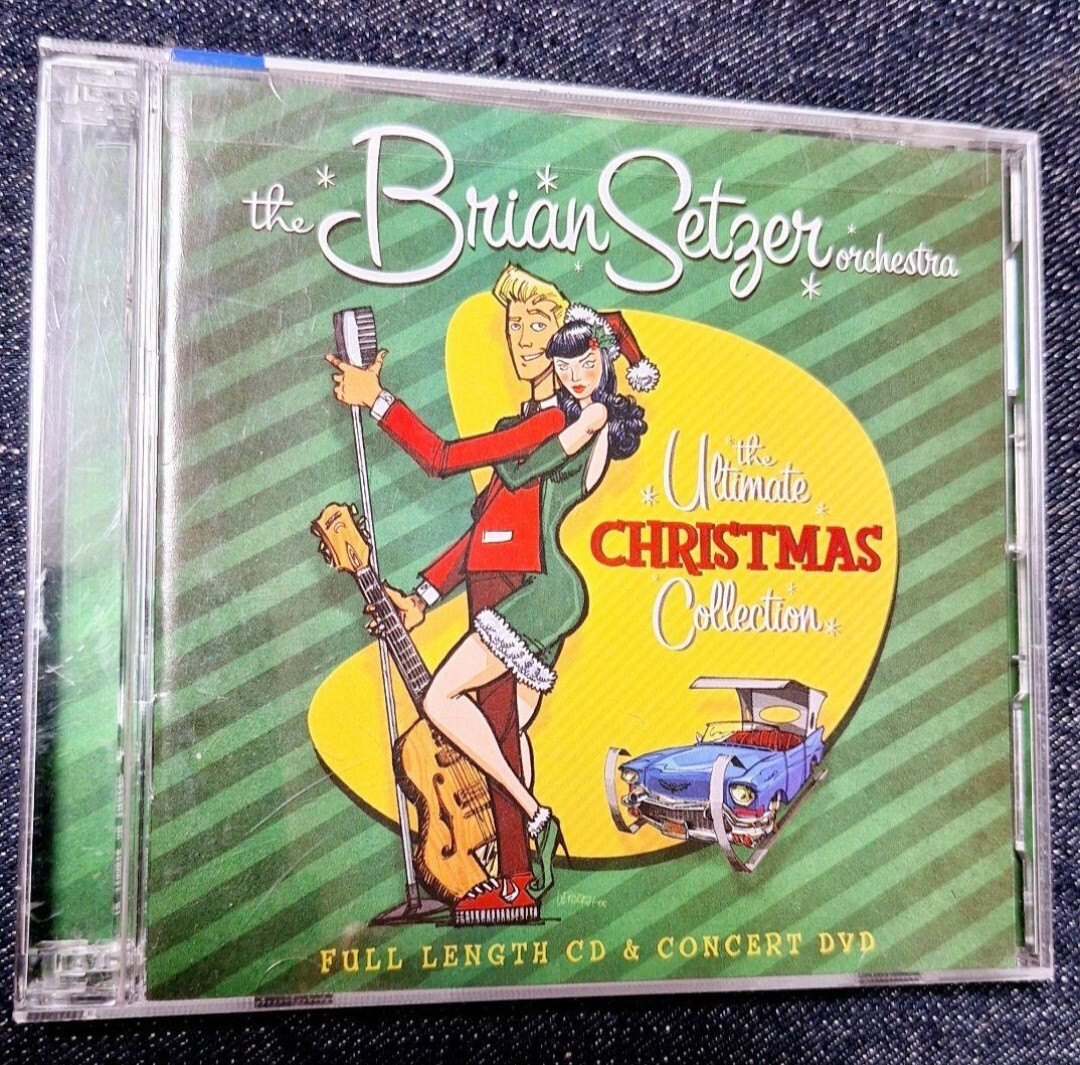 the Brian Setzer orchestra
the
Ultimate
CHRISTMAS
Collection
FULL LENGTH CD & CONCERT DVD